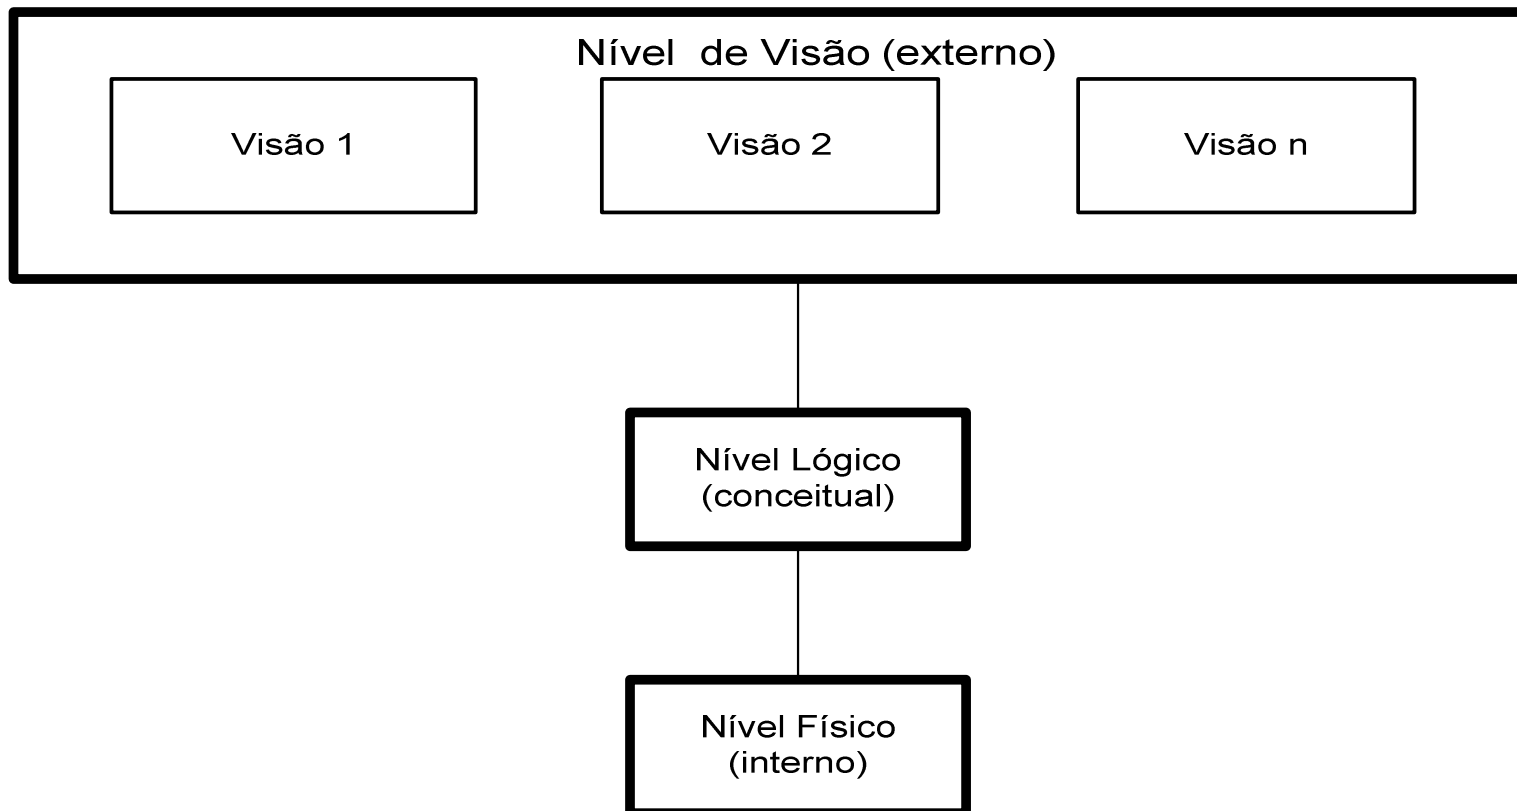 Nível de Visão (externo)
Visão 1
Visão 2
Visão n
Nível Lógico
(conceitual)
Nível Físico
(interno)